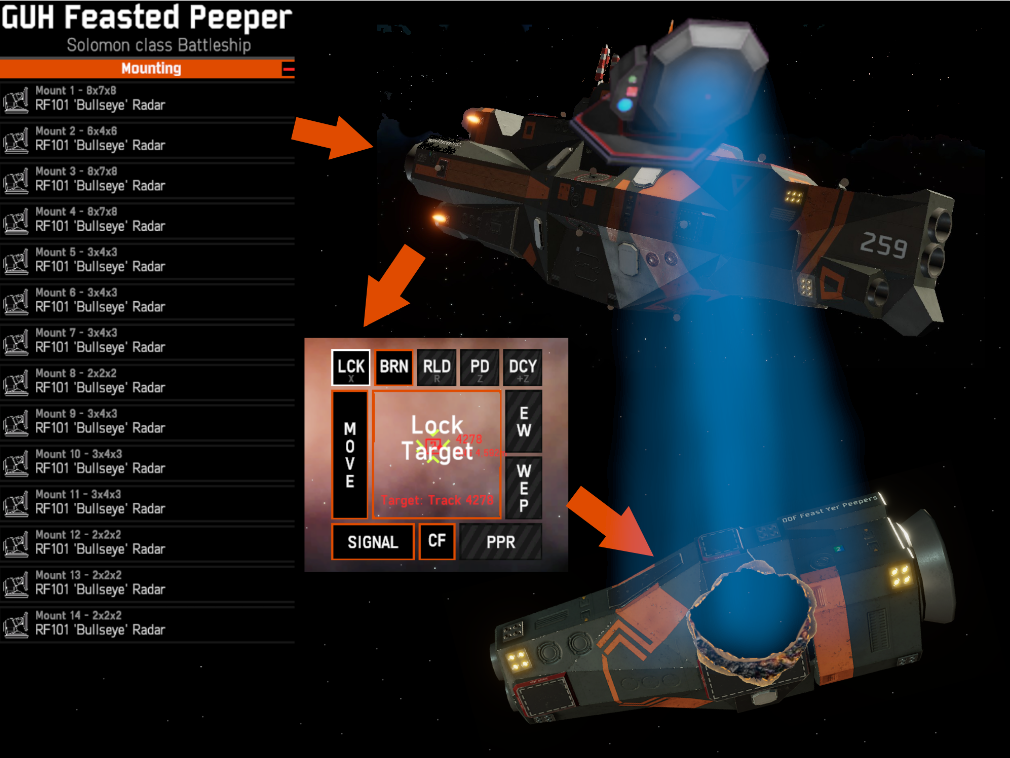 GUH Feasted Peeper
Solomon class Battleship
Mounting
Mount 1 - 8x7x8
RF101 'Bullseye' Radar
Mount 2 - 6x4x6
RF101 'Bullseye' Radar
Mount 3 - 8x7x8
RF101 'Bullseye' Radar
Mount 4 - 8x7x8
RF101 'Bullseye' Radar
Mount 5 - 3x4x3
RF101 'Bullseye' Radar
Mount 6 - 3x4x3
RF101 'Bullseye' Radar
Mount 7 - 3x4x3
RF101 'Bullseye' Radar
Mount 8 - 2x2x2
RF101 'Bullseye' Radar
Mount 9 - 3x4x3
RF101 'Bullseye' Radar
Mount 10 - 3x4x3
RF101 'Bullseye' Radar
Mount 11 - 3x4x3
RF101 'Bullseye' Radar
Mount 12 - 2x2x2
RF101 'Bullseye' Radar
Mount 13 - 2x2x2
RF101 'Bullseye' Radar
Mount 14 - 2x2x2
RF101 'Bullseye' Radar
259
LCK BRN RLD PD DCY
X R Z +Z
MOVE
Lock
Target
4278
Target Track 4278
EW
WEP
SIGNAL CF PPR
OOF Feast Yer Peepers